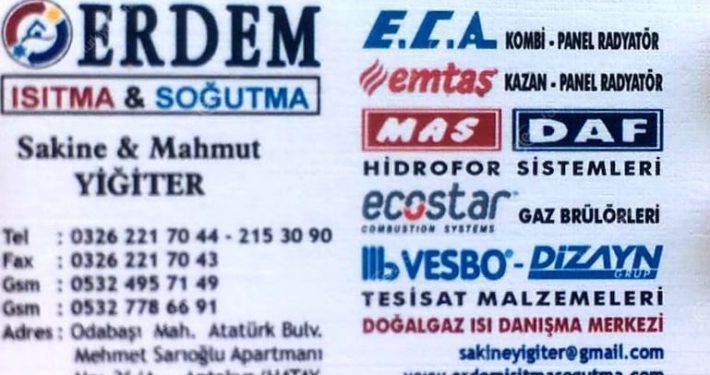 ERDEM
ISITMA & SOĞUTMA
Sakine & Mahmut
YİĞİTER
Tel : 0326 221 70 44 - 215 30 90
Fax : 0326 221 70 43
Gsm : 0532 495 71 49
Gsm : 0532 778 66 91
Adres : Odabaşı Mah. Atatürk Bulv.
Mehmet Sarıoğlu Apartmanı
E.C.A KOMBİ - PANEL RADYATÖR
emtaş KAZAN - PANEL RADYATÖR
MAS DAF
HİDROFOR SİSTEMLERİ
ecostar GAZ BRÜLÖRLERİ
COMBUSTION SYSTEMS
VESBO - DİZAYN
GRUP
TESİSAT MALZEMELERİ
DOĞALGAZ ISI DANIŞMA MERKEZİ
sakineyigiter@gmail.com
www.erdemisitmasogutma.com